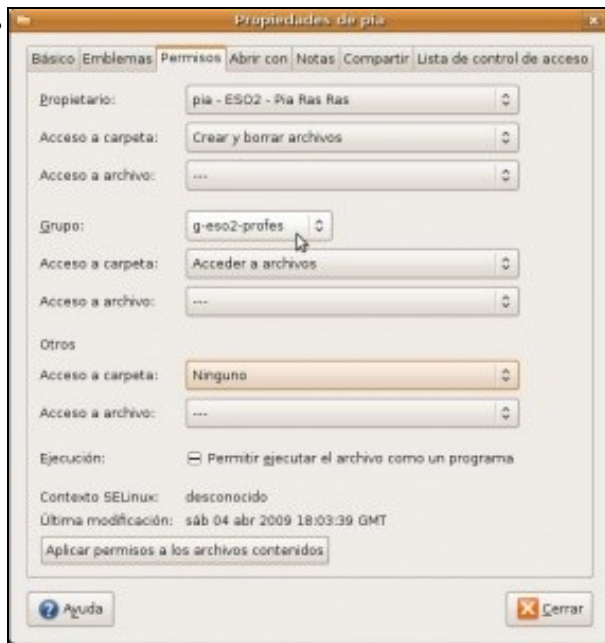 Propiedades de pia
Básico Emblemas Permisos Abrir con Notas Compartir Lista de control de acceso
Propietario: pia - ESO2 - Pia Ras Ras
Acceso a carpeta: Crear y borrar archivos
Acceso a archivo: ---
Grupo: g-eso2-profes
Acceso a carpeta: Acceder a archivos
Acceso a archivo: ---
Otros
Acceso a carpeta: Ninguno
Acceso a archivo: ---
Ejecución: Permitir ejecutar el archivo como un programa
Contexto SELinux: desconocido
Última modificación: sáb 04 abr 2009 18:03:39 GMT
Aplicar permisos a los archivos contenidos
Ayuda Cerrar